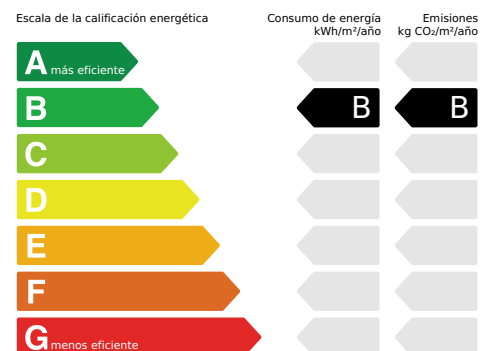 Escala de la calificación energética
Consumo de energía
kWh/m²/año
Emisiones
kg CO₂/m²/año
A más eficiente
B
B
B
C
D
E
F
G menos eficiente